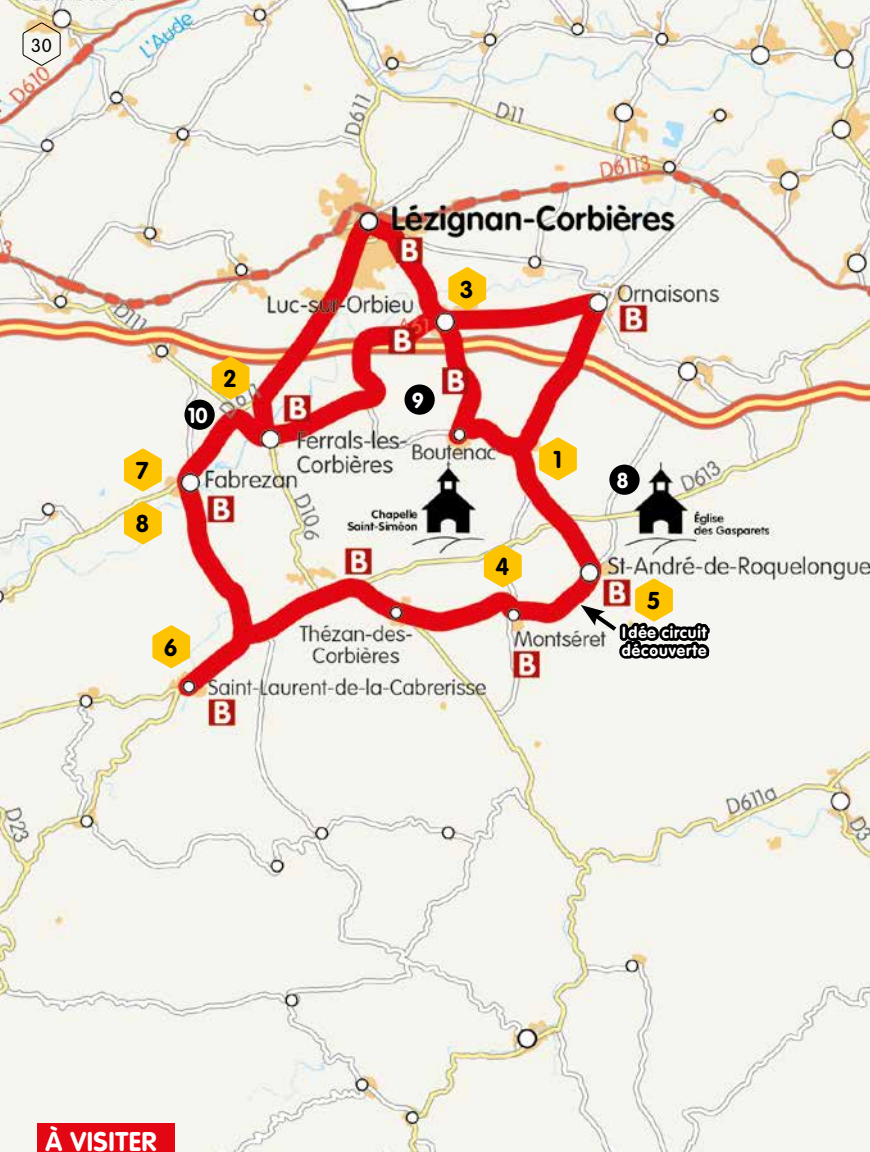 30
L'Aude
D610
D611
D11
D6113
Lézignan-Corbières
B
3
Luc-sur-Orbieu
Ornaisons
B
D111
B
2
D611
B
9
B
10
Ferrals-les-
Corbières
Boutenac
1
7
Fabrezan
8
D613
B
8
D106
Chapelle
Saint-Siméon
Église
des Gasparets
B
4
St-André-de-Roquelongue
B
5
Idée circuit
découverte
Thézan-des-
Corbières
Montséret
B
6
Saint-Laurent-de-la-Cabrerisse
B
D611a
D23
D3
À VISITER